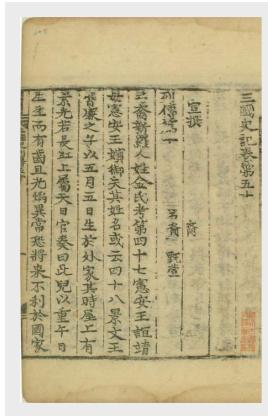 三國史記卷第五十
宣撰
列傳第十
弓裔 甄萱
弓裔新羅人姓金氏考第四十七憲安王誼靖
母憲安王嬪御失其姓名或云四十八景文王
膺廉之子以五月五日生於外家其時屋上有
素光若長虹上屬天日官奏曰此兒以重午日
生生而有齒且光焰異常恐將來不利於國家